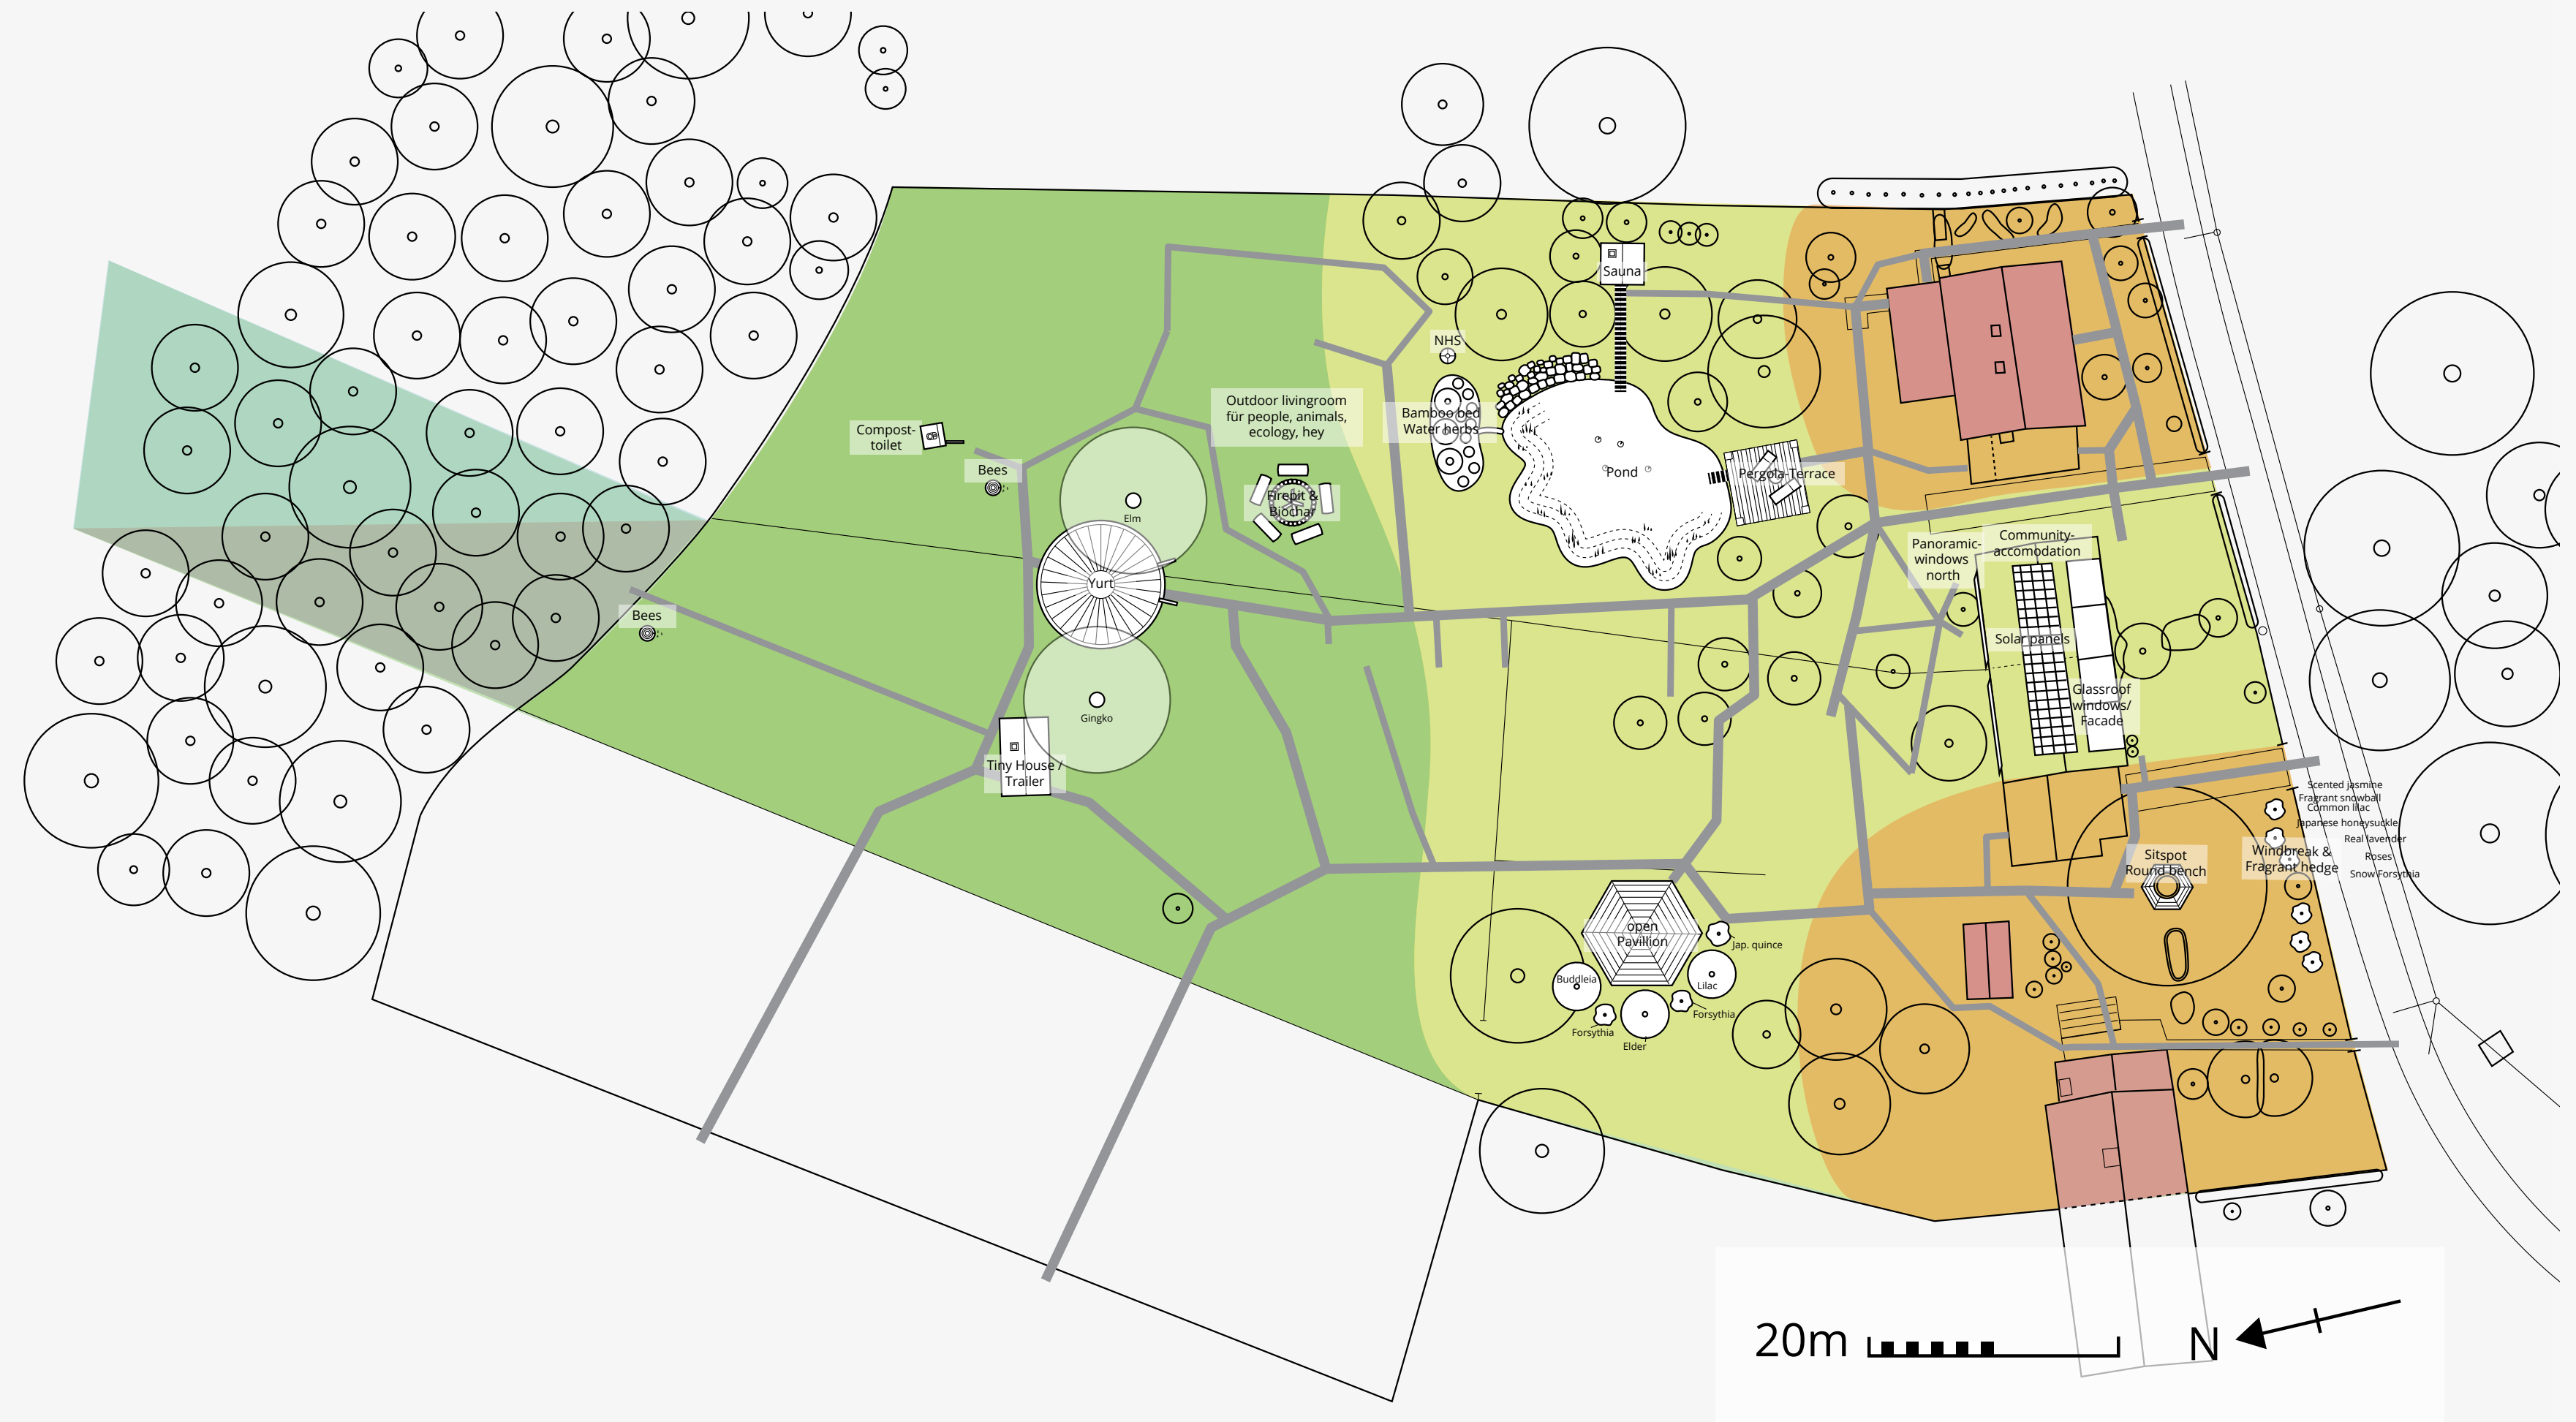 Sauna
NHS
Outdoor livingroom
für people, animals,
ecology, hey
Bamboo bed
Water herbs
Compost-
toilet
Bees
Pond
Pergola-Terrace
Firepit &
Biochar
Elm
Panoramic-
windows
north
Community-
accomodation
Yurt
Bees
Solar panels
Glassroof
windows/
Facade
Gingko
Tiny House /
Trailer
Scented jasmine
Fragrant snowball
Common lilac
Japanese honeysuckle
Real lavender
Roses
Snow Forsythia
Windbreak &
Fragrant hedge
Sitspot
Round bench
open
Pavillion
Jap. quince
Buddleia
Lilac
Forsythia
Forsythia
Elder
20m
N